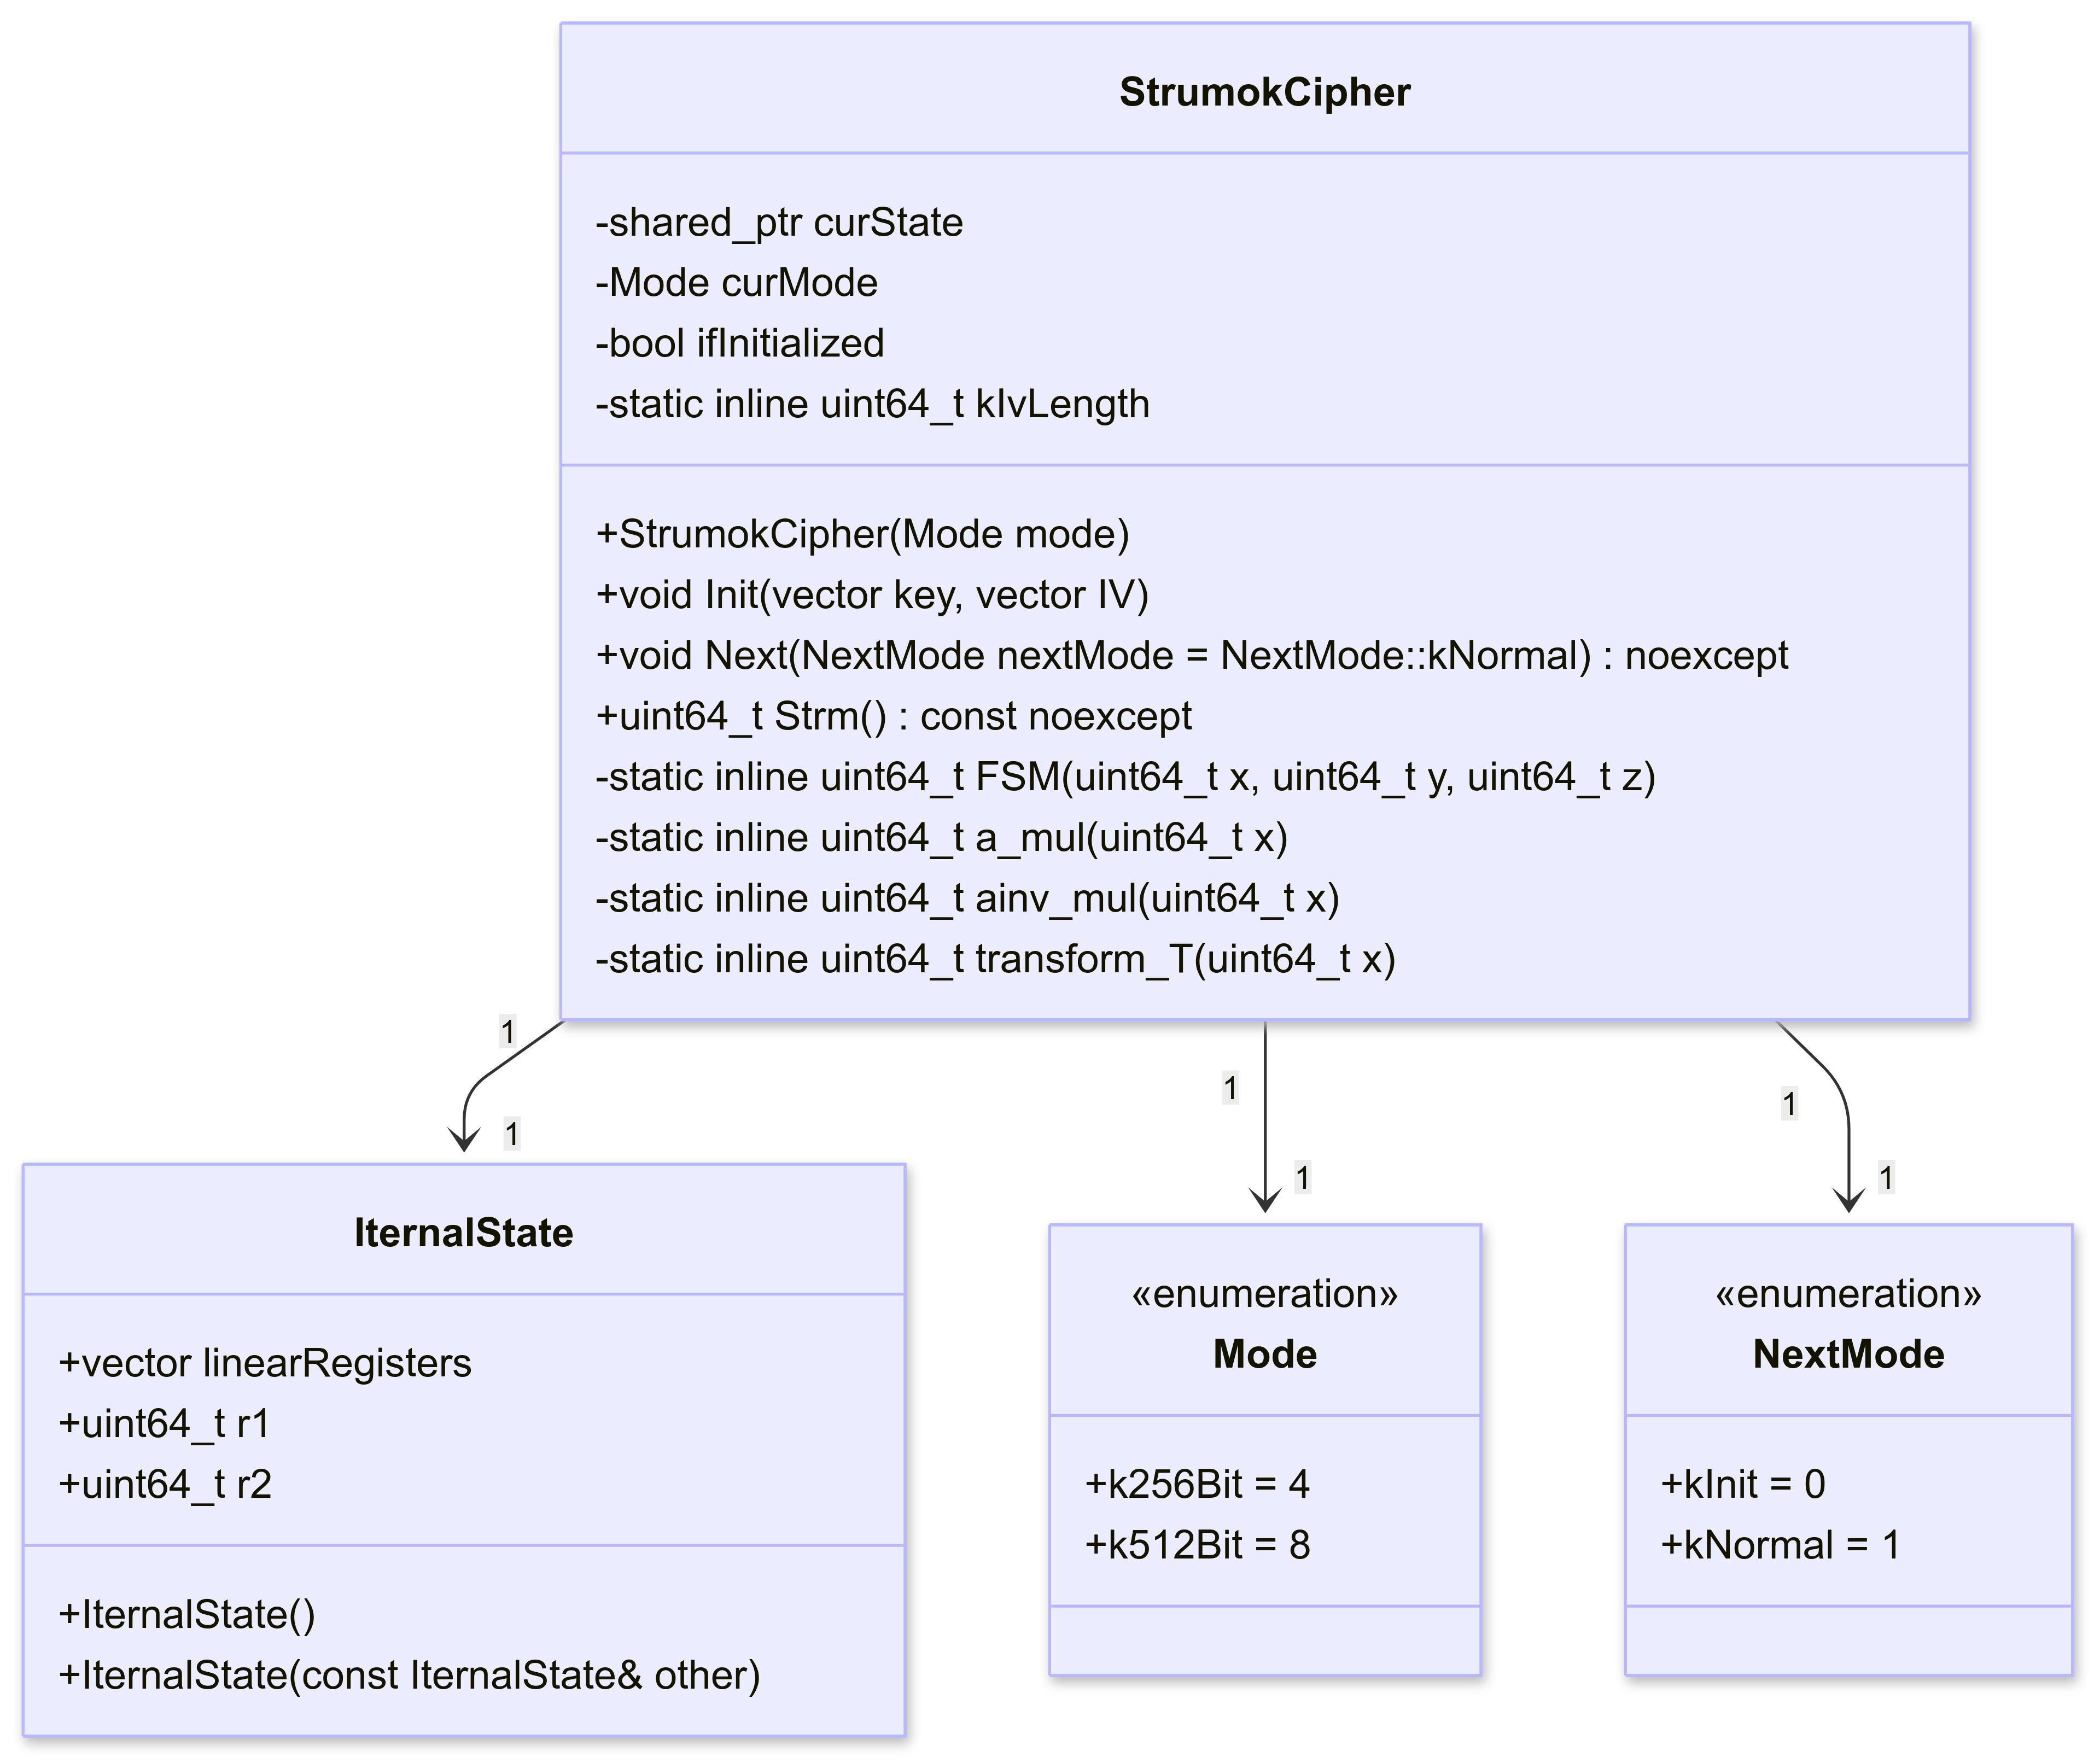 StrumokCipher
-shared_ptr curState
-Mode curMode
-bool ifInitialized
-static inline uint64_t kIvLength
+StrumokCipher(Mode mode)
+void Init(vector key, vector IV)
+void Next(NextMode nextMode = NextMode::kNormal) : noexcept
+uint64_t Strm() : const noexcept
-static inline uint64_t FSM(uint64_t x, uint64_t y, uint64_t z)
-static inline uint64_t a_mul(uint64_t x)
-static inline uint64_t ainv_mul(uint64_t x)
-static inline uint64_t transform_T(uint64_t x)
1
1
1
1
1
1
IternalState
+vector linearRegisters
+uint64_t r1
+uint64_t r2
+IternalState()
+IternalState(const IternalState& other)
«enumeration»
Mode
+k256Bit = 4
+k512Bit = 8
«enumeration»
NextMode
+kInit = 0
+kNormal = 1